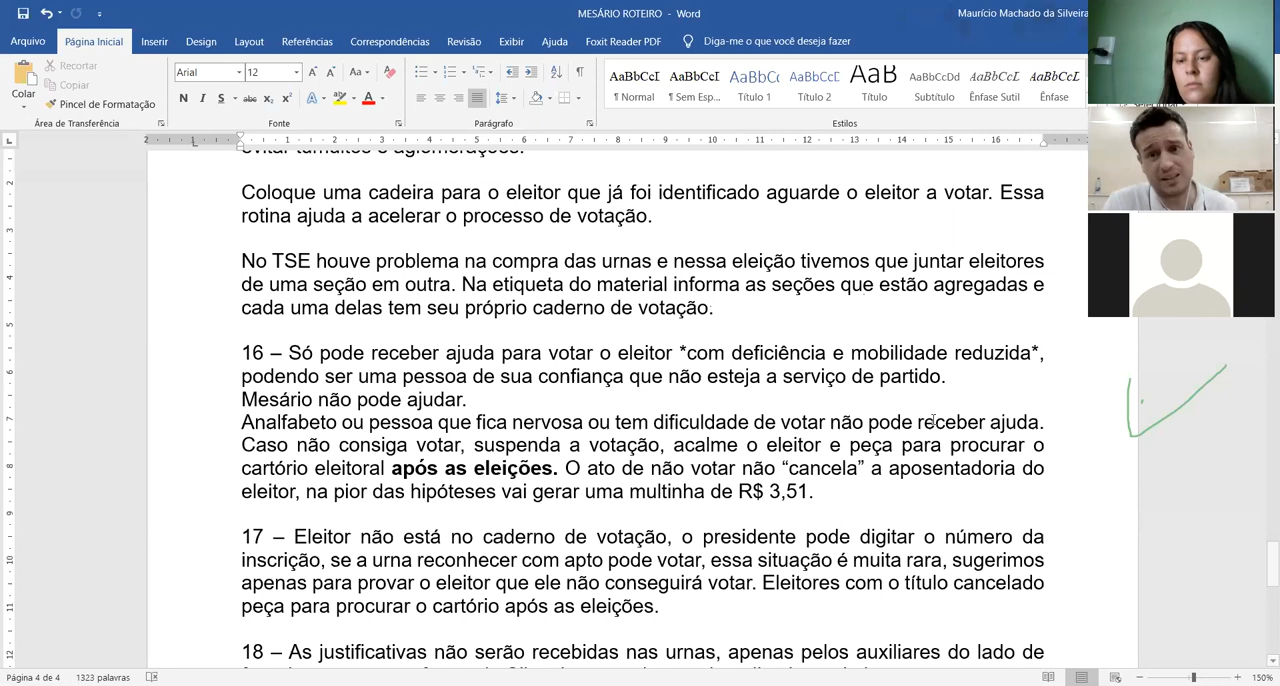 MESÁRIO ROTEIRO - Word
Maurício Machado da Silveira
Arquivo Página Inicial Inserir Design Layout Referências Correspondências Revisão Exibir Ajuda Foxit Reader PDF Diga-me o que você deseja fazer
Colar
Recortar
Copiar
Pincel de Formatação
Área de Transferência
Arial 12
N I S abc x₂ x²
Fonte
Parágrafo
AaBbCcI AaBbCcI AaBbCc AaBbCcD AaB AaBbCcDd AaBbCcL AaBbCcL
¶ Normal ¶ Sem Esp... Título 1 Título 2 Título Subtítulo Ênfase Sutil Ênfase
Estilos
evitar tumultos e aglomerações.
Coloque uma cadeira para o eleitor que já foi identificado aguarde o eleitor a votar. Essa
rotina ajuda a acelerar o processo de votação.
No TSE houve problema na compra das urnas e nessa eleição tivemos que juntar eleitores
de uma seção em outra. Na etiqueta do material informa as seções que estão agregadas e
cada uma delas tem seu próprio caderno de votação.
16 – Só pode receber ajuda para votar o eleitor *com deficiência e mobilidade reduzida*,
podendo ser uma pessoa de sua confiança que não esteja a serviço de partido.
Mesário não pode ajudar.
Analfabeto ou pessoa que fica nervosa ou tem dificuldade de votar não pode receber ajuda.
Caso não consiga votar, suspenda a votação, acalme o eleitor e peça para procurar o
cartório eleitoral após as eleições. O ato de não votar não “cancela” a aposentadoria do
eleitor, na pior das hipóteses vai gerar uma multinha de R$ 3,51.
17 – Eleitor não está no caderno de votação, o presidente pode digitar o número da
inscrição, se a urna reconhecer com apto pode votar, essa situação é muita rara, sugerimos
apenas para provar o eleitor que ele não conseguirá votar. Eleitores com o título cancelado
peça para procurar o cartório após as eleições.
18 – As justificativas não serão recebidas nas urnas, apenas pelos auxiliares do lado de
Página 4 de 4 1323 palavras
150%